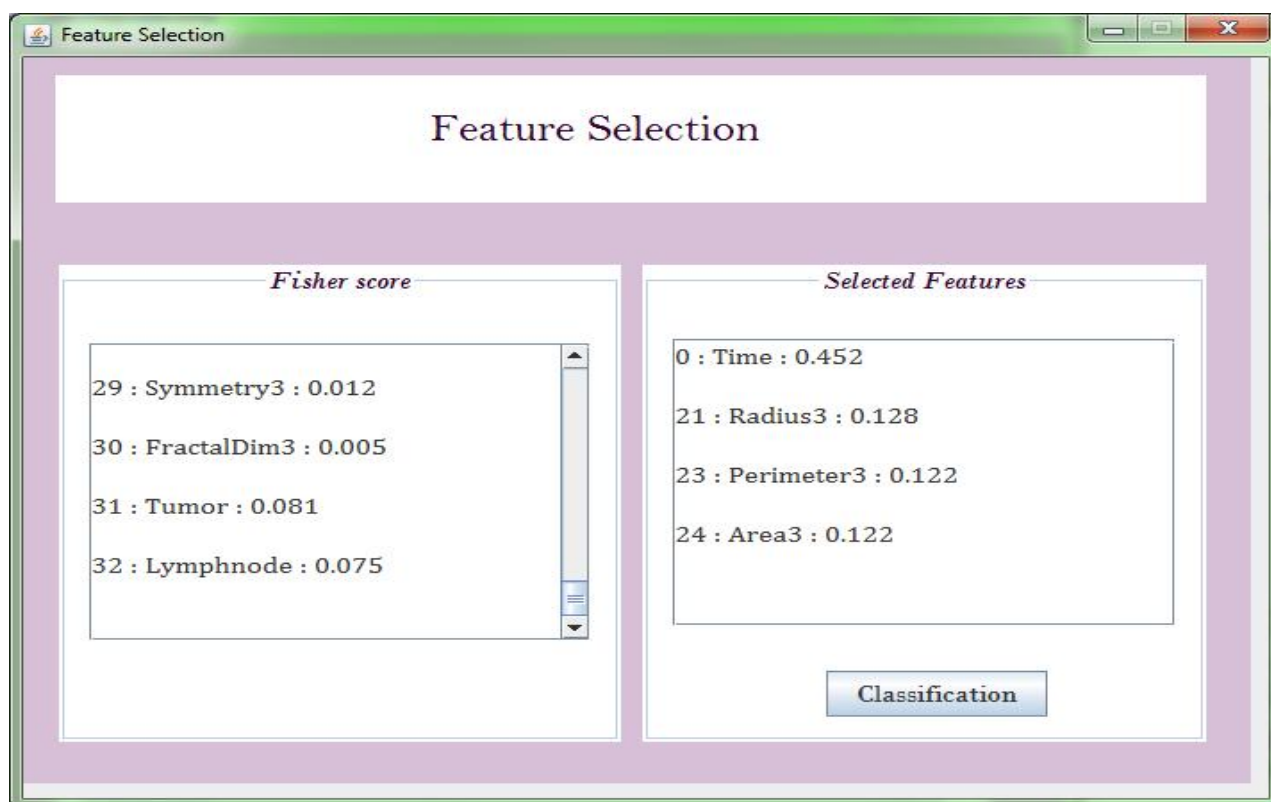 Feature Selection
Feature Selection
Fisher score
29 : Symmetry3 : 0.012
30 : FractalDim3 : 0.005
31 : Tumor : 0.081
32 : Lymphnode : 0.075
Selected Features
0 : Time : 0.452
21 : Radius3 : 0.128
23 : Perimeter3 : 0.122
24 : Area3 : 0.122
Classification